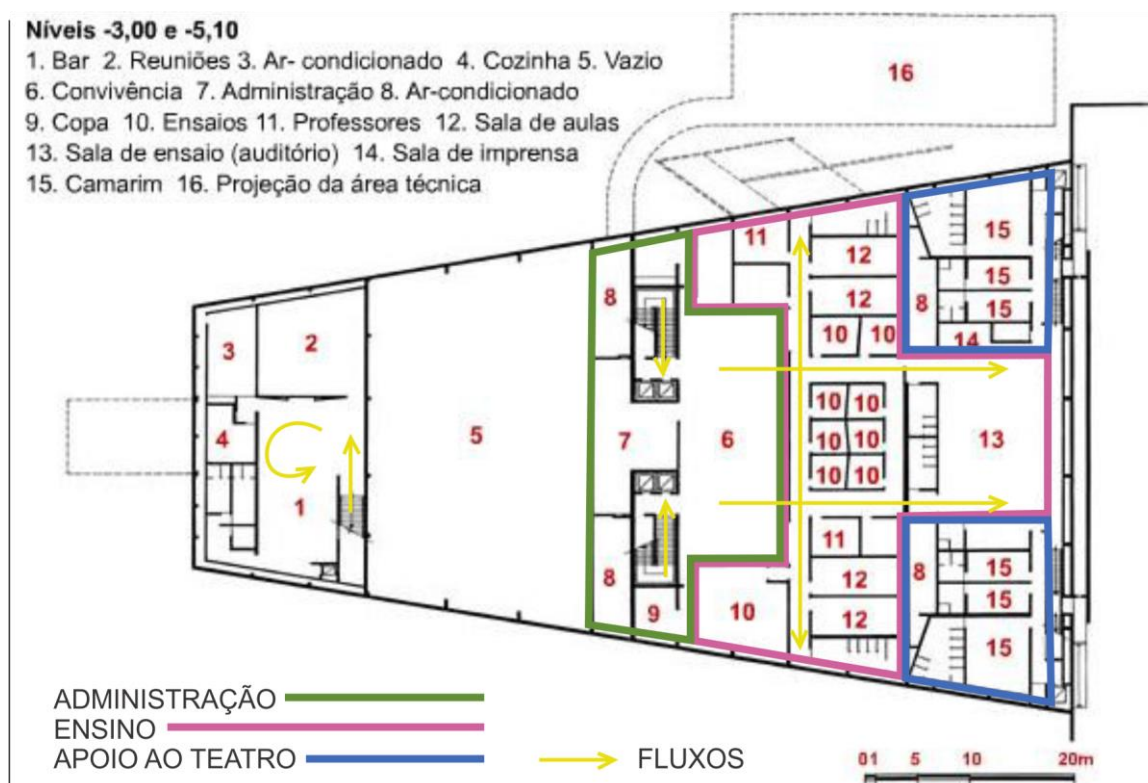 Níveis -3,00 e -5,10
1. Bar 2. Reuniões 3. Ar- condicionado 4. Cozinha 5. Vazio
6. Convivência 7. Administração 8. Ar-condicionado
9. Copa 10. Ensaios 11. Professores 12. Sala de aulas
13. Sala de ensaio (auditório) 14. Sala de imprensa
15. Camarim 16. Projeção da área técnica
16
11
12
15
8
12
15
8
15
3
2
10 10
14
10 10
4
5
7
6
10 10
13
10 10
1
11
8
15
12
15
8
9
10
12
15
ADMINISTRAÇÃO
ENSINO
APOIO AO TEATRO
FLUXOS
01 5 10 20m